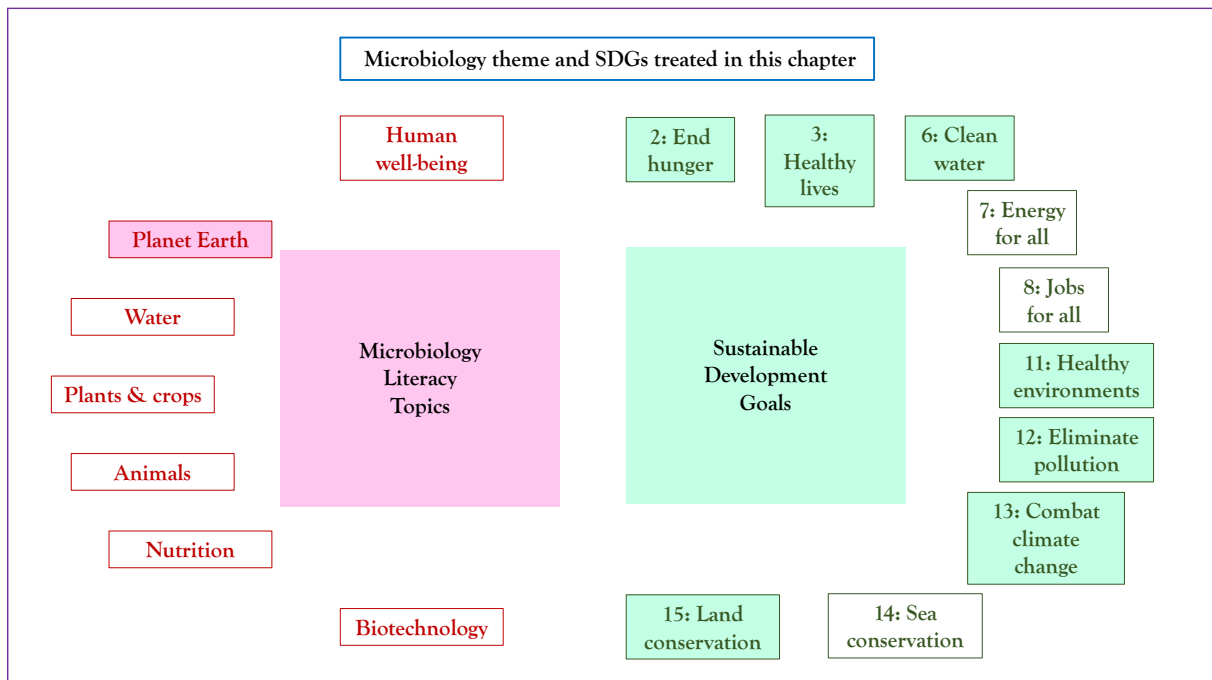 Microbiology theme and SDGs treated in this chapter
Human
well-being
Planet Earth
Water
Plants & crops
Animals
Nutrition
Biotechnology
Microbiology
Literacy
Topics
2: End
hunger
3:
Healthy
lives
6: Clean
water
7: Energy
for all
8: Jobs
for all
11: Healthy
environments
12: Eliminate
pollution
13: Combat
climate
change
14: Sea
conservation
15: Land
conservation
Sustainable
Development
Goals